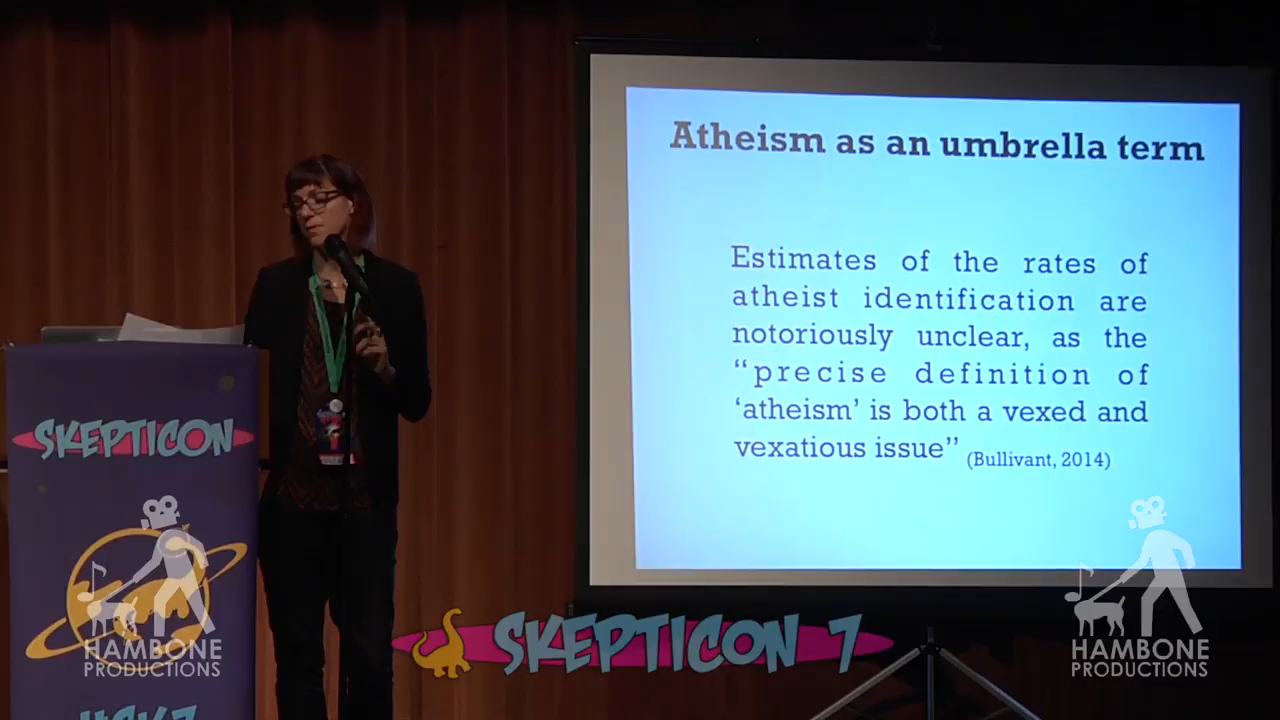 Atheism as an umbrella term
Estimates of the rates of
atheist identification are
notoriously unclear, as the
“precise definition of
‘atheism’ is both a vexed and
vexatious issue” (Bullivant, 2014)
SKEPTICON
HAMBONE
PRODUCTIONS
SKEPTICON 7
HAMBONE
PRODUCTIONS